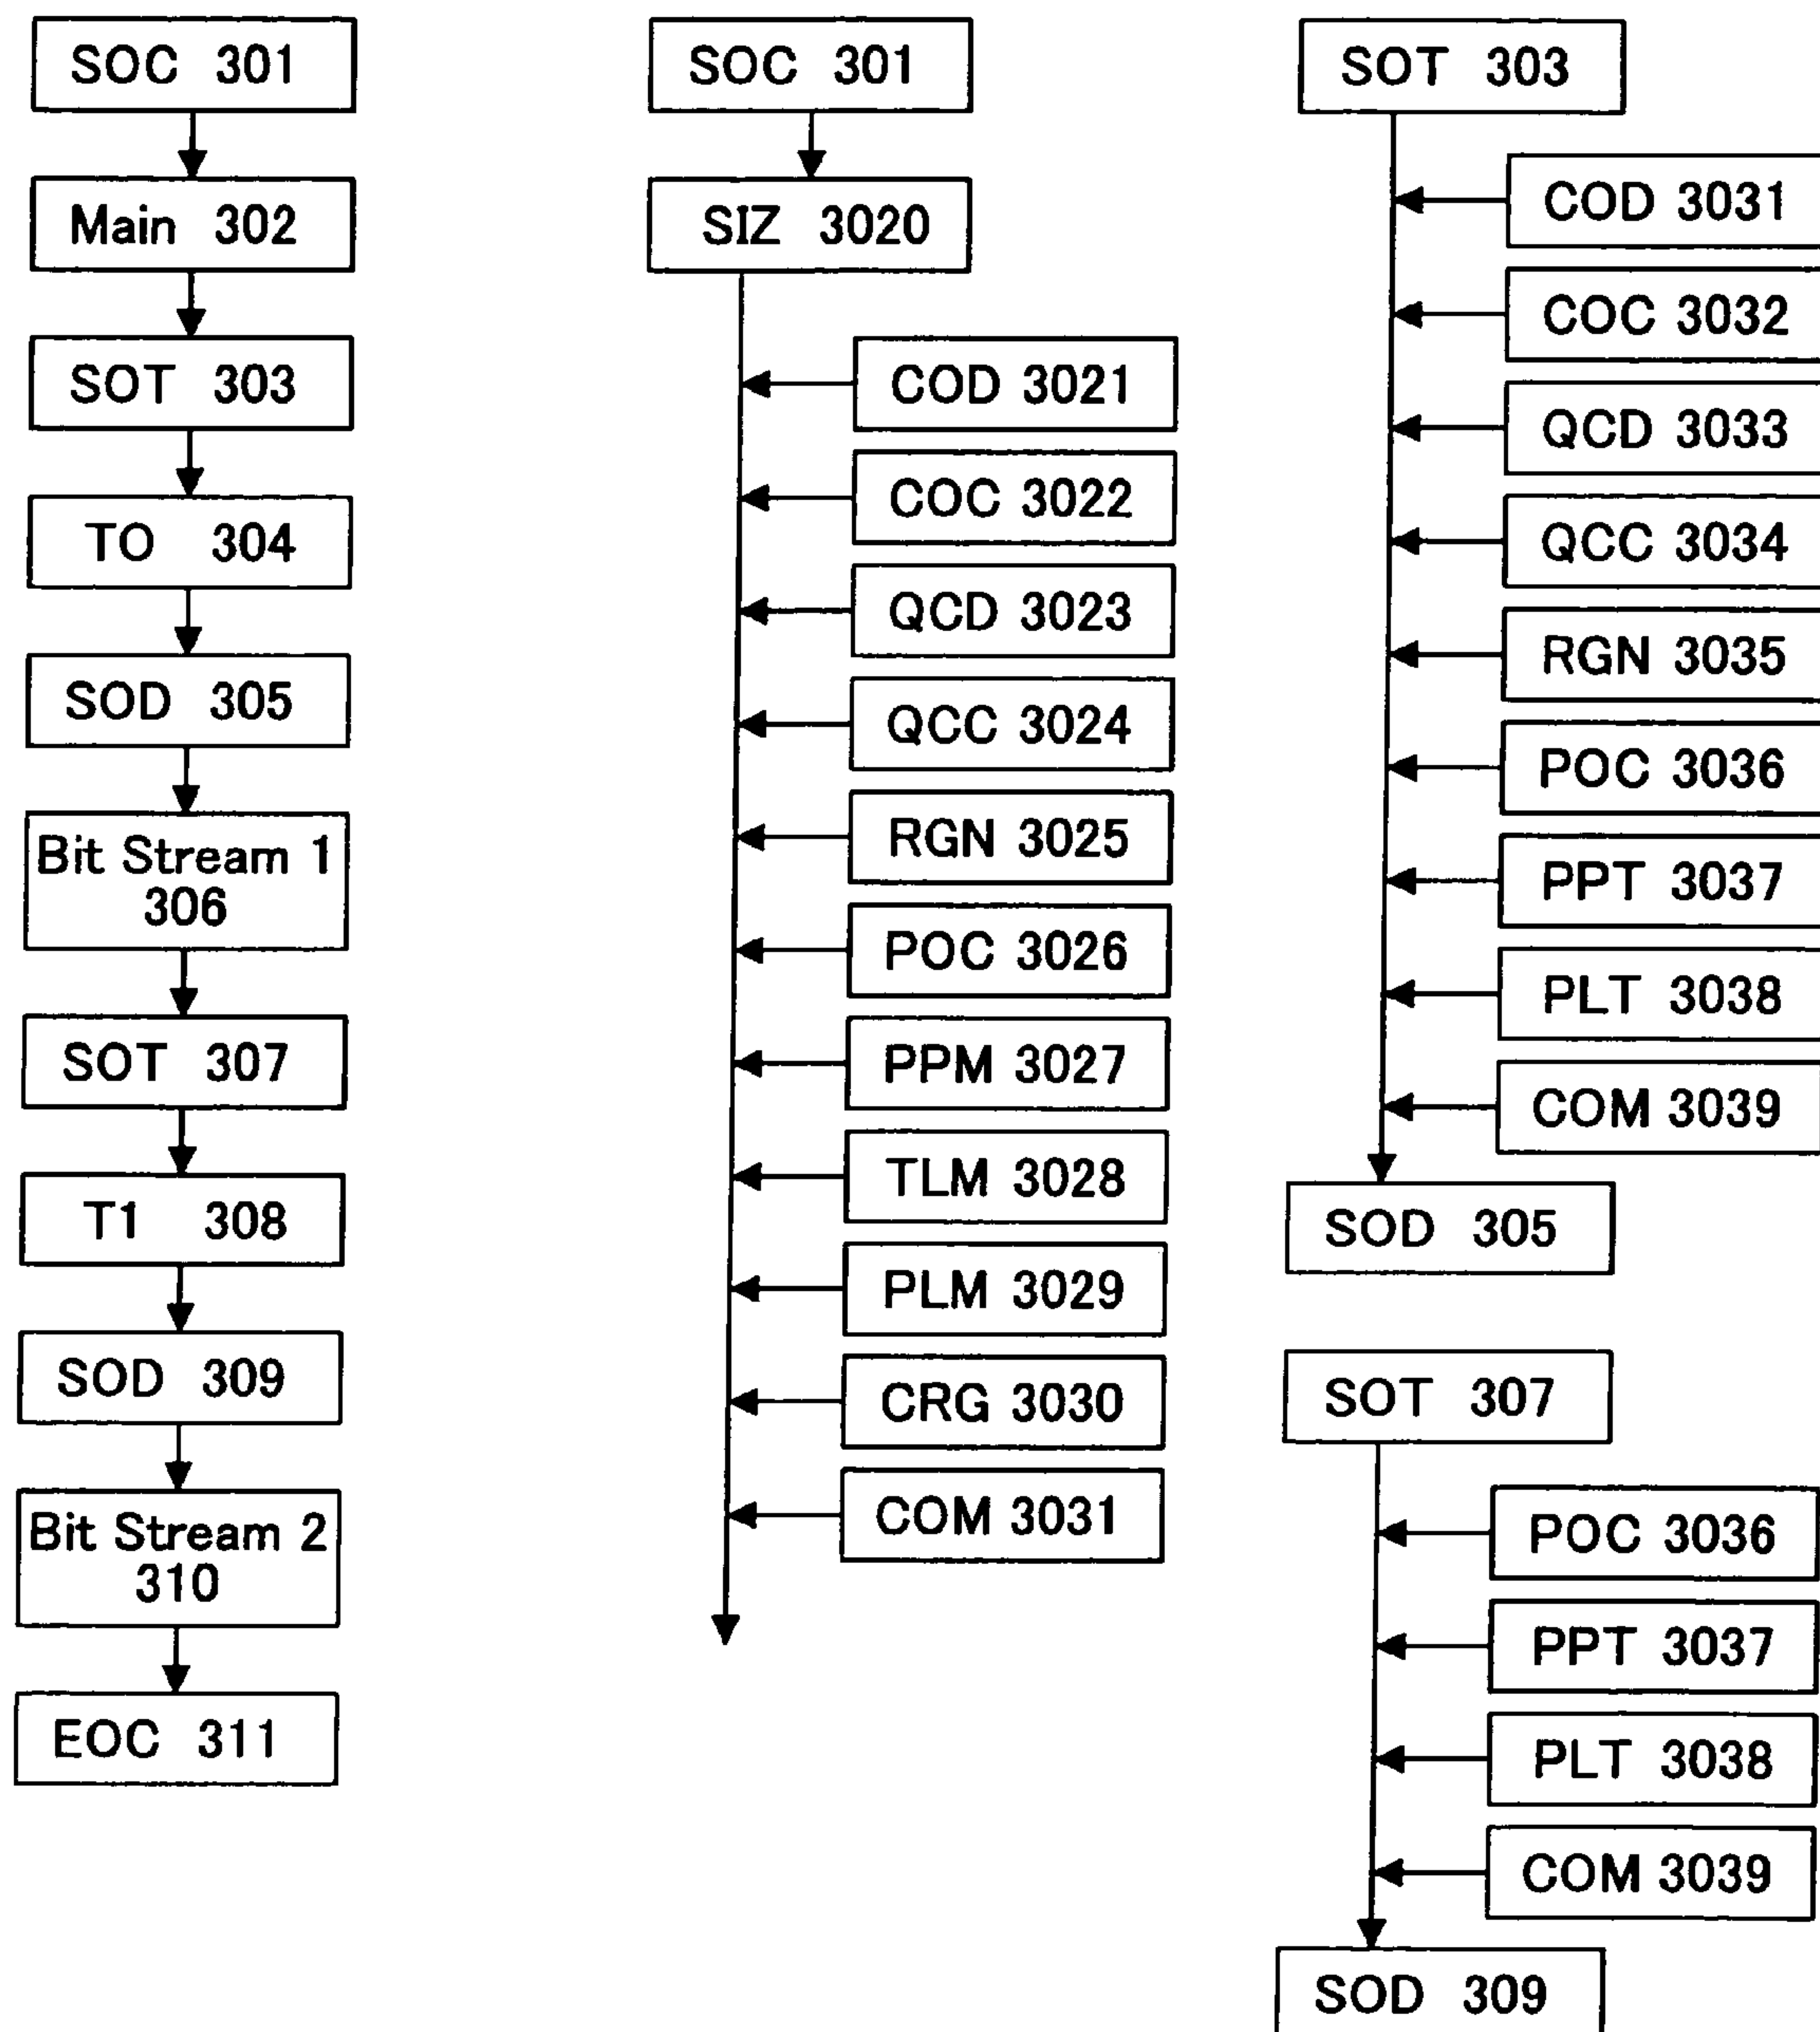 SOC 301
Main 302
SOT 303
TO 304
SOD 305
Bit Stream 1
306
SOT 307
T1 308
SOD 309
Bit Stream 2
310
EOC 311
SOC 301
SIZ 3020
COD 3021
COC 3022
QCD 3023
QCC 3024
RGN 3025
POC 3026
PPM 3027
TLM 3028
PLM 3029
CRG 3030
COM 3031
SOT 303
COD 3031
COC 3032
QCD 3033
QCC 3034
RGN 3035
POC 3036
PPT 3037
PLT 3038
COM 3039
SOD 305
SOT 307
POC 3036
PPT 3037
PLT 3038
COM 3039
SOD 309